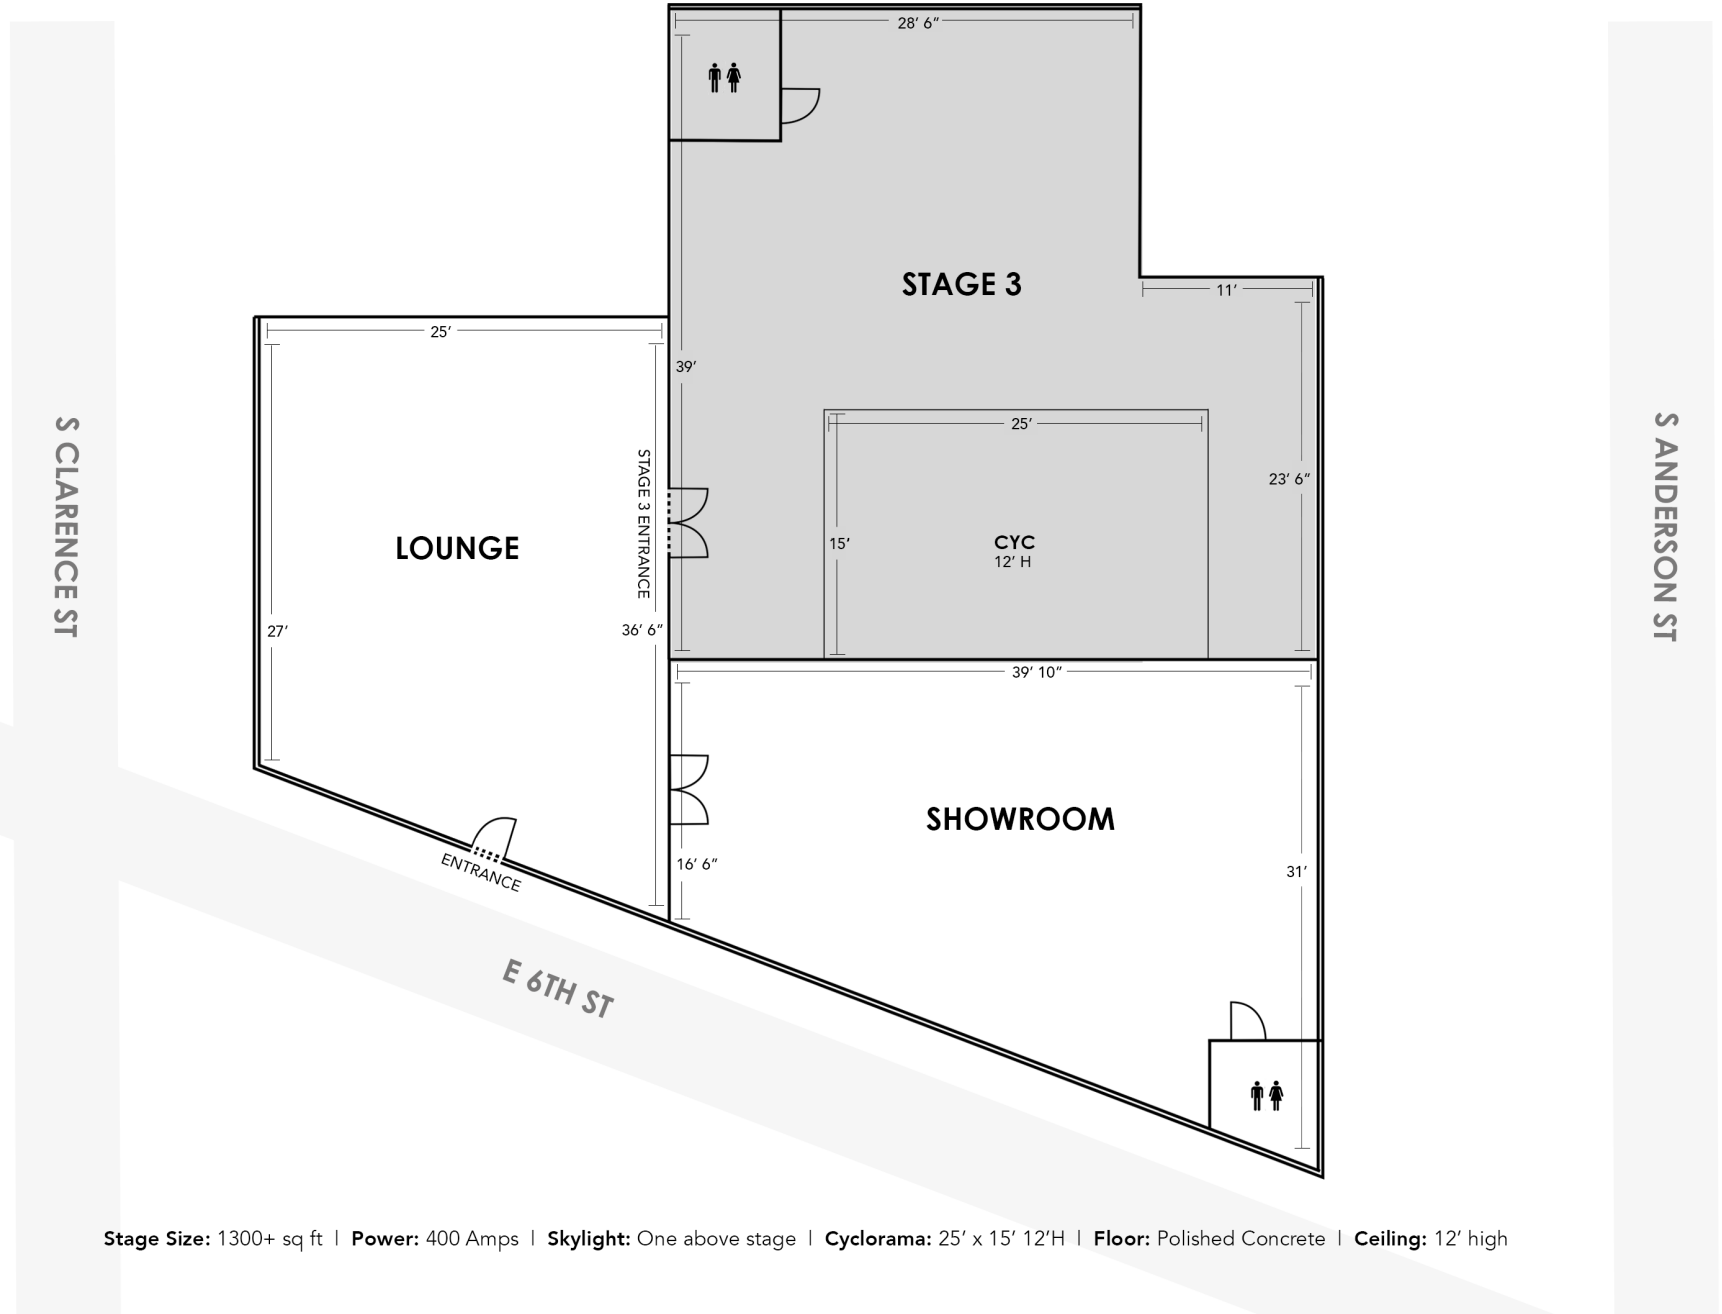 28’ 6”
STAGE 3
11’
25’
39’
S CLARENCE ST
S ANDERSON ST
25’
STAGE 3 ENTRANCE
23’ 6”
LOUNGE
15’
CYC
12’ H
27’
36’ 6”
39’ 10”
SHOWROOM
16’ 6”
31’
ENTRANCE
E 6TH ST
Stage Size: 1300+ sq ft | Power: 400 Amps | Skylight: One above stage | Cyclorama: 25’ x 15’ 12’H | Floor: Polished Concrete | Ceiling: 12’ high